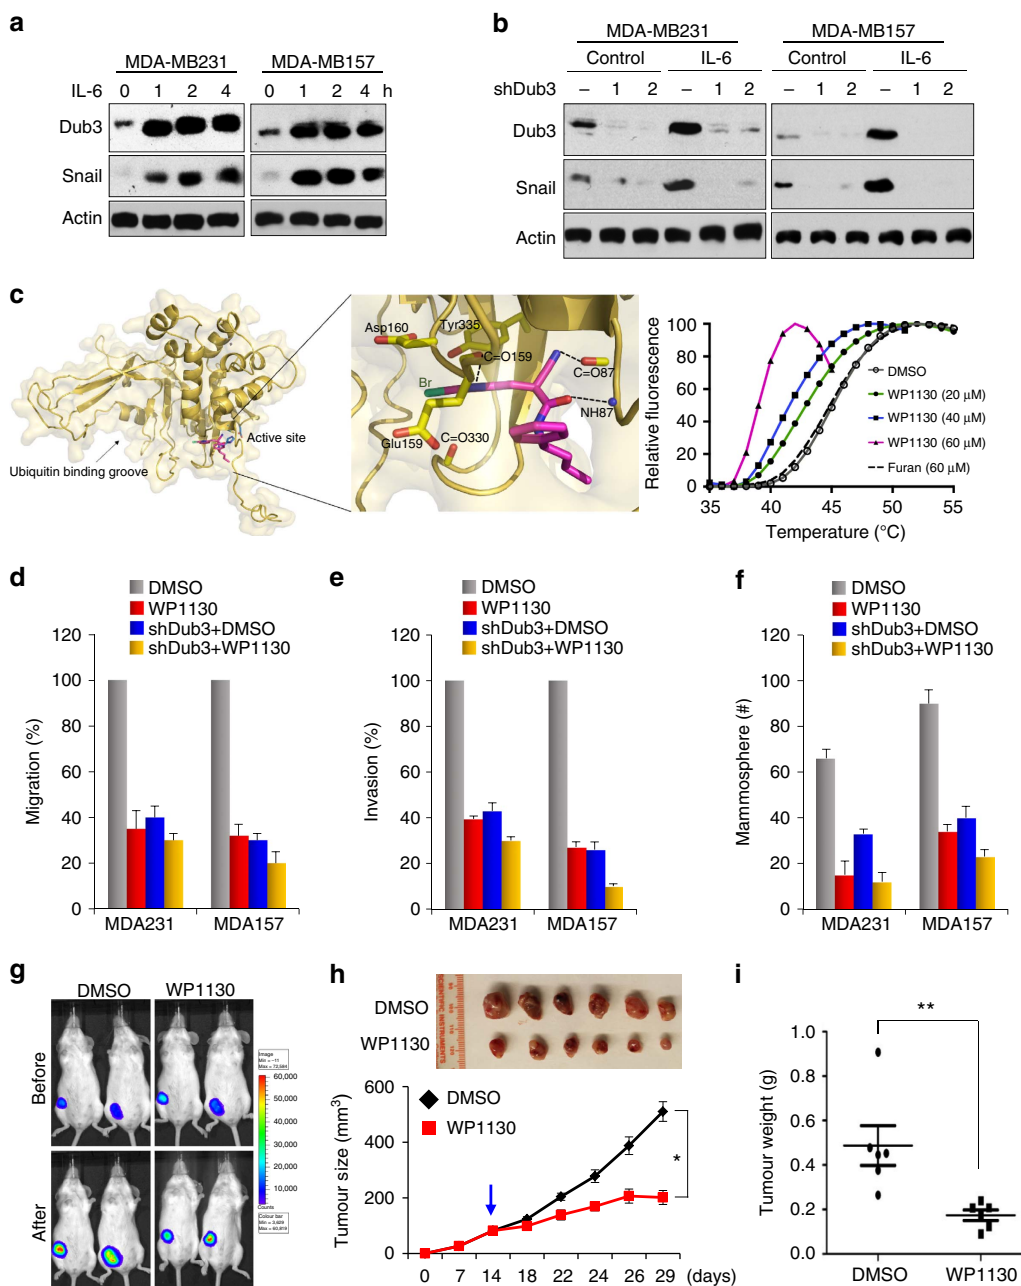 a
MDA-MB231 MDA-MB157
IL-6 0 1 2 4 0 1 2 4 h
Dub3
Snail
Actin
b
MDA-MB231 MDA-MB157
Control IL-6 Control IL-6
shDub3 – 1 2 – 1 2 – 1 2 – 1 2
Dub3
Snail
Actin
c
Ubiquitin binding groove
Active site
Asp160
Tyr335
C=O159
Br
C=O87
NH87
Glu159
C=O330
Relative fluorescence
100
80
60
40
20
0
35 40 45 50 55
Temperature (°C)
DMSO
WP1130 (20 μM)
WP1130 (40 μM)
WP1130 (60 μM)
Furan (60 μM)
d
DMSO
WP1130
shDub3+DMSO
shDub3+WP1130
Migration (%)
120
100
80
60
40
20
0
MDA231 MDA157
e
DMSO
WP1130
shDub3+DMSO
shDub3+WP1130
Invasion (%)
120
100
80
60
40
20
0
MDA231 MDA157
f
DMSO
WP1130
shDub3+DMSO
shDub3+WP1130
Mammosphere (#)
120
100
80
60
40
20
0
MDA231 MDA157
g
DMSO WP1130
Before
After
Image
60,000
50,000
40,000
30,000
20,000
10,000
Counts
Colour bar
h
DMSO
WP1130
Tumour size (mm³)
600
400
200
0
DMSO
WP1130
*
0 7 14 18 22 24 26 29 (days)
i
**
Tumour weight (g)
1.0
0.8
0.6
0.4
0.2
0.0
DMSO WP1130